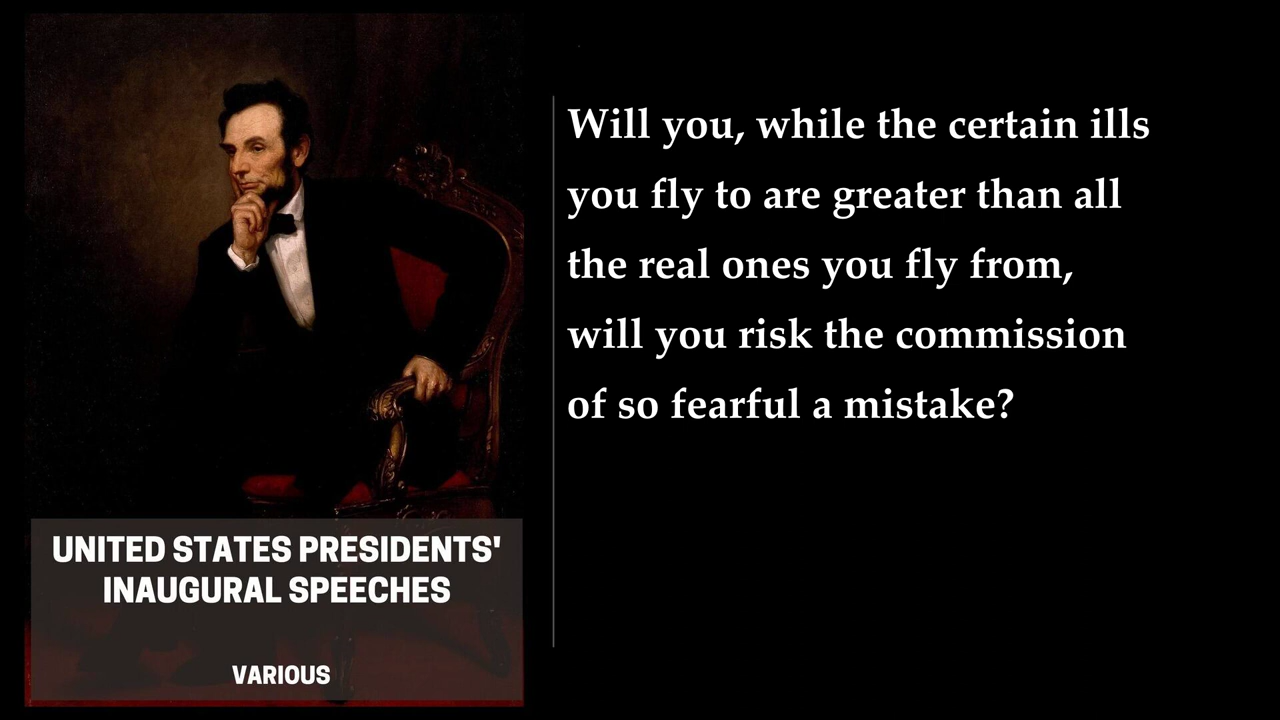 Will you, while the certain ills
you fly to are greater than all
the real ones you fly from,
will you risk the commission
of so fearful a mistake?
UNITED STATES PRESIDENTS'
INAUGURAL SPEECHES
VARIOUS